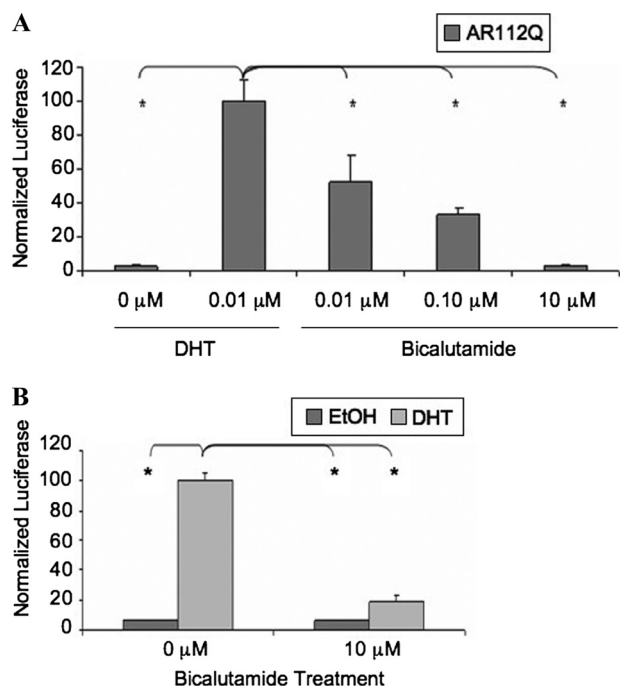 A
AR112Q
Normalized Luciferase
120
100
80
60
40
20
0
* * * *
0 µM 0.01 µM 0.01 µM 0.10 µM 10 µM
DHT Bicalutamide
B
EtOH DHT
Normalized Luciferase
120
100
80
60
40
20
0
* * *
0 µM 10 µM
Bicalutamide Treatment